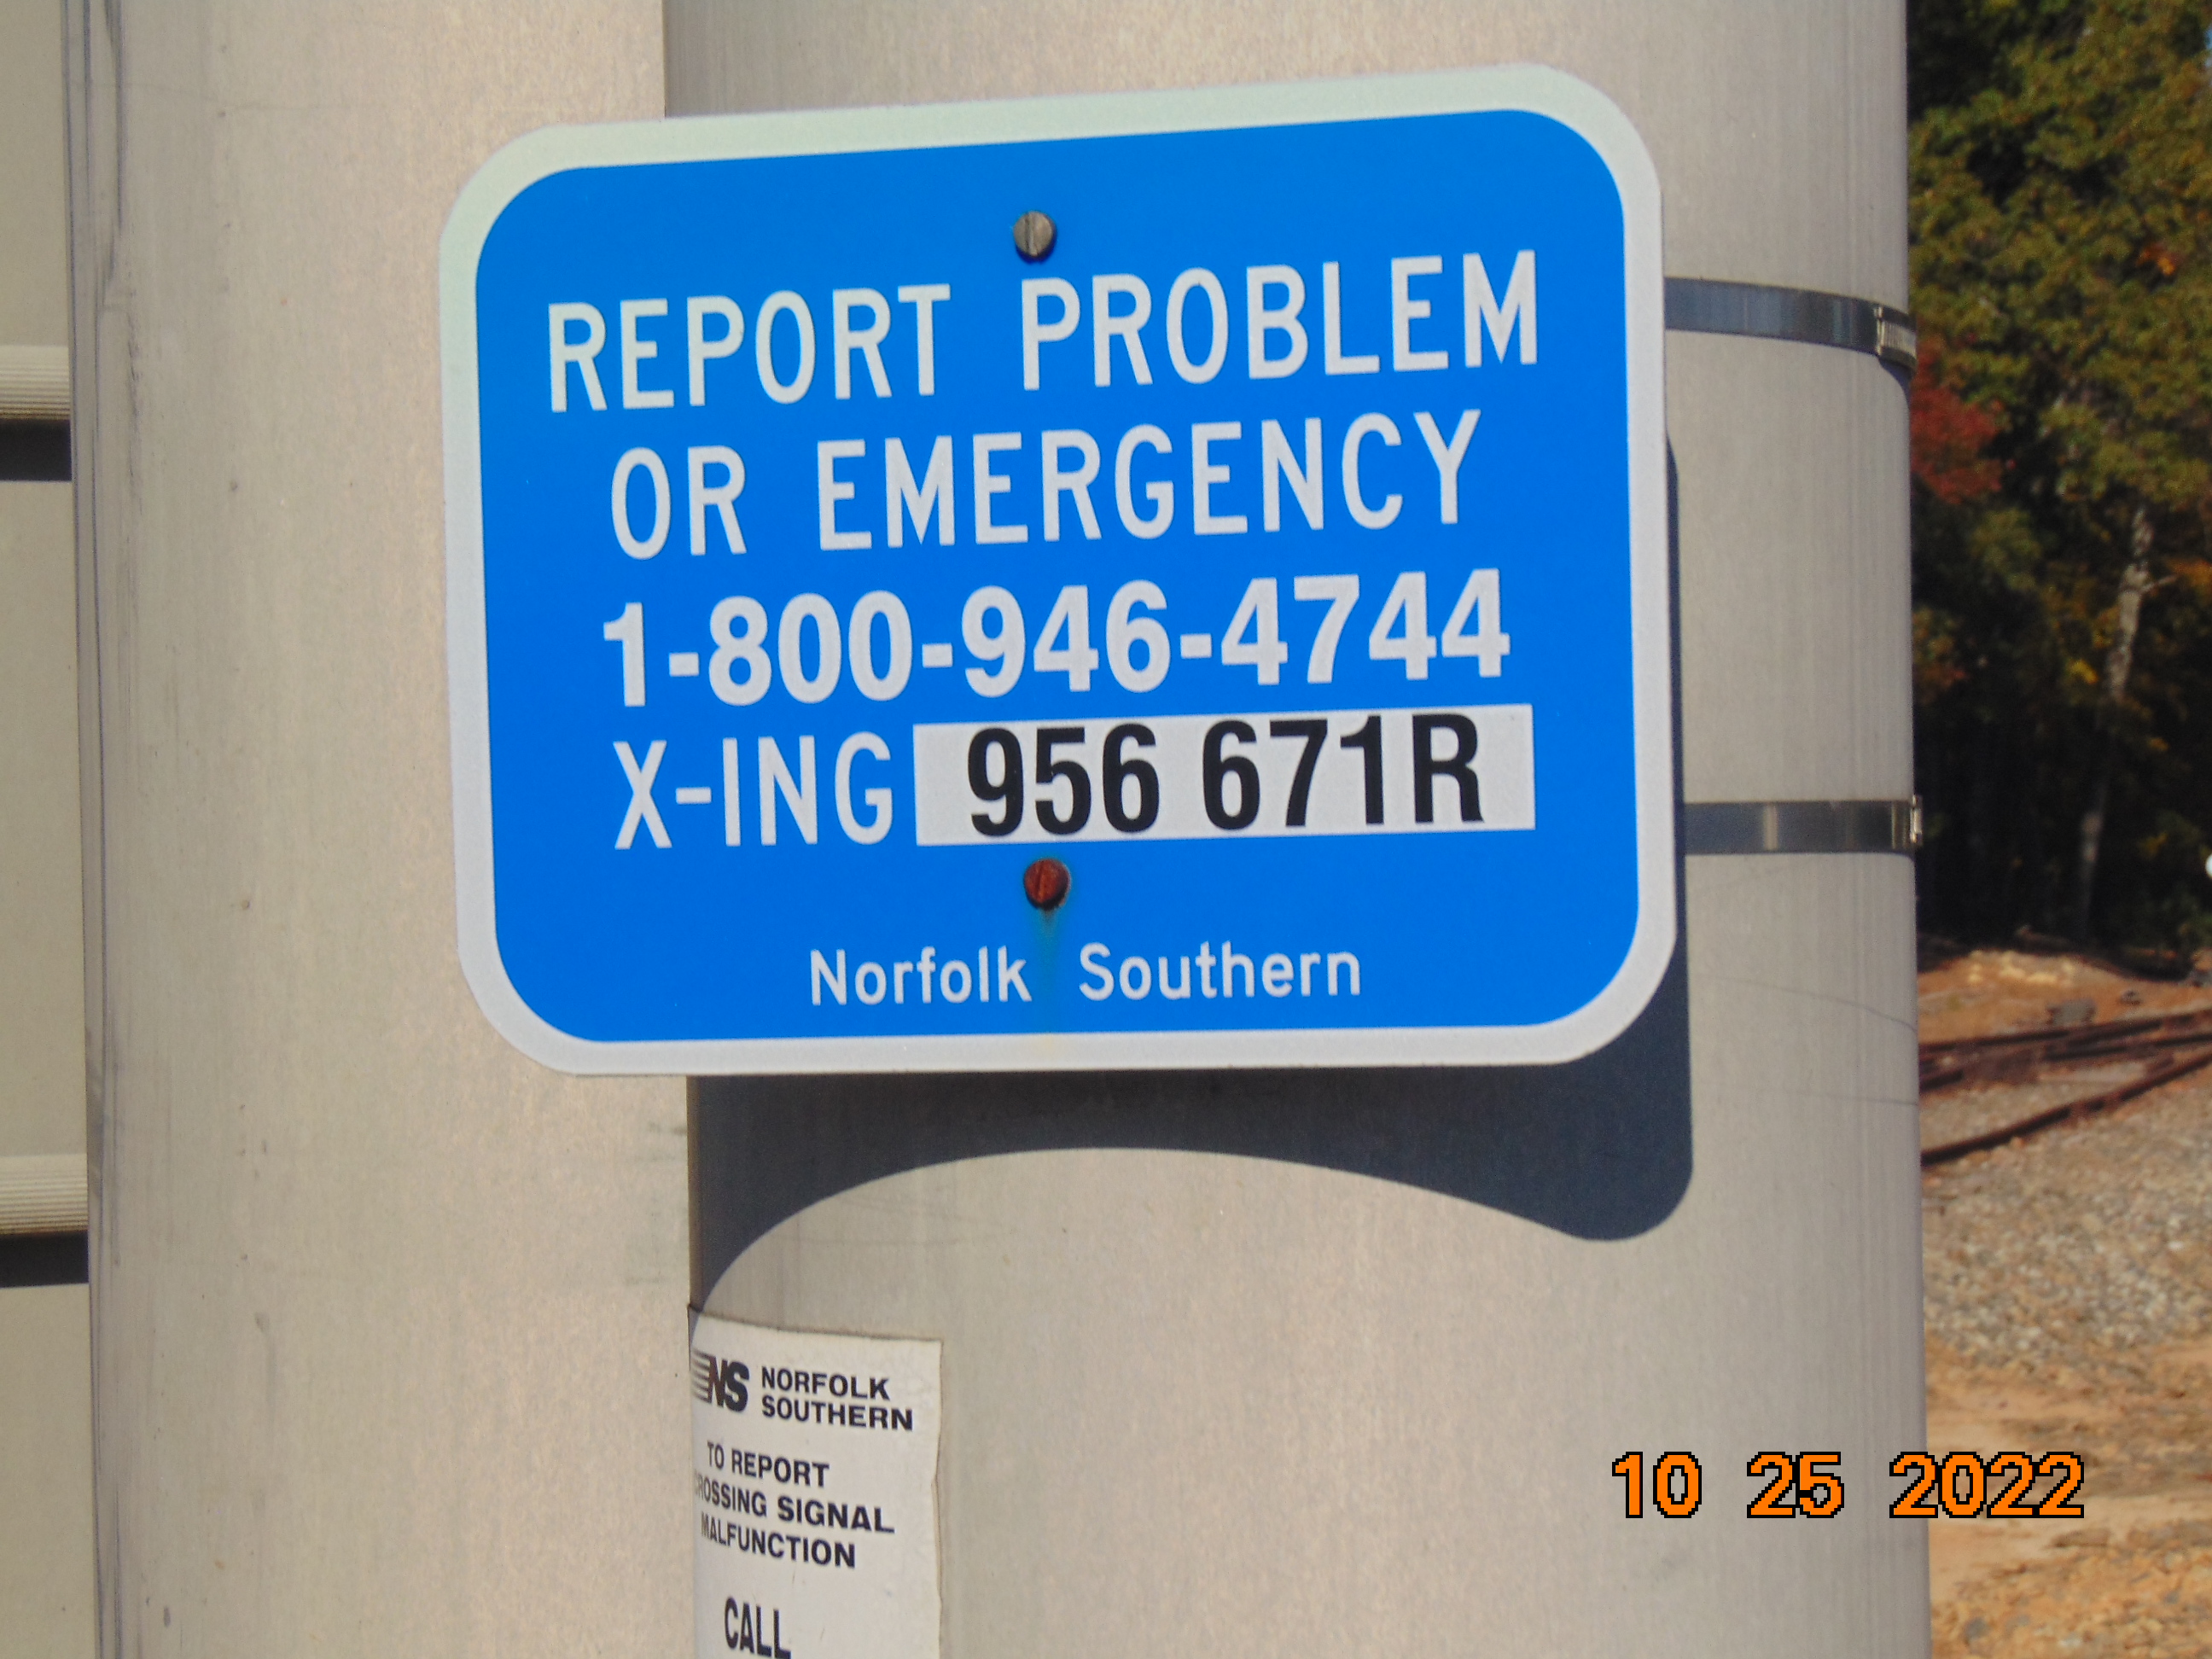 REPORT PROBLEM
OR EMERGENCY
1-800-946-4744
X-ING 956 671R
Norfolk Southern
NS NORFOLK
SOUTHERN
TO REPORT
CROSSING SIGNAL
MALFUNCTION
CALL
10 25 2022